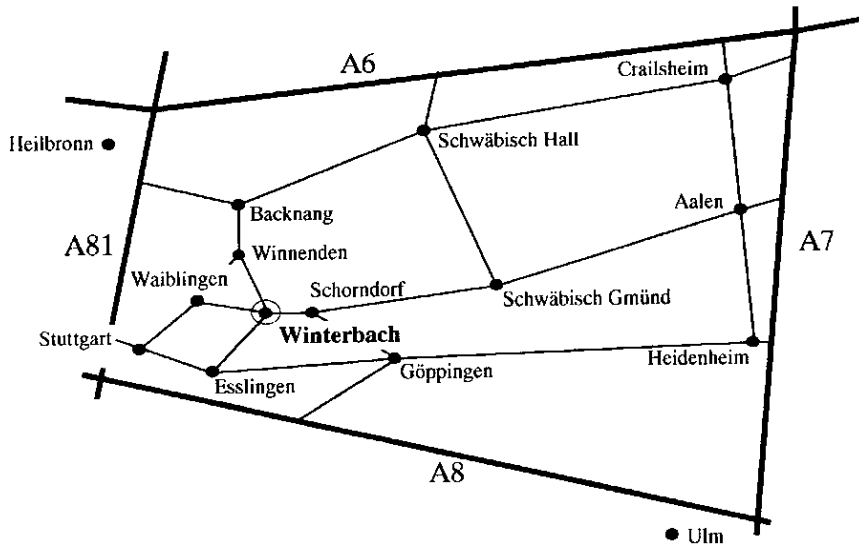 A6
Crailsheim
Heilbronn
Schwäbisch Hall
Backnang
Aalen
A81
Winnenden
A7
Waiblingen
Schorndorf
Schwäbisch Gmünd
Stuttgart
Winterbach
Heidenheim
Esslingen
Göppingen
A8
Ulm